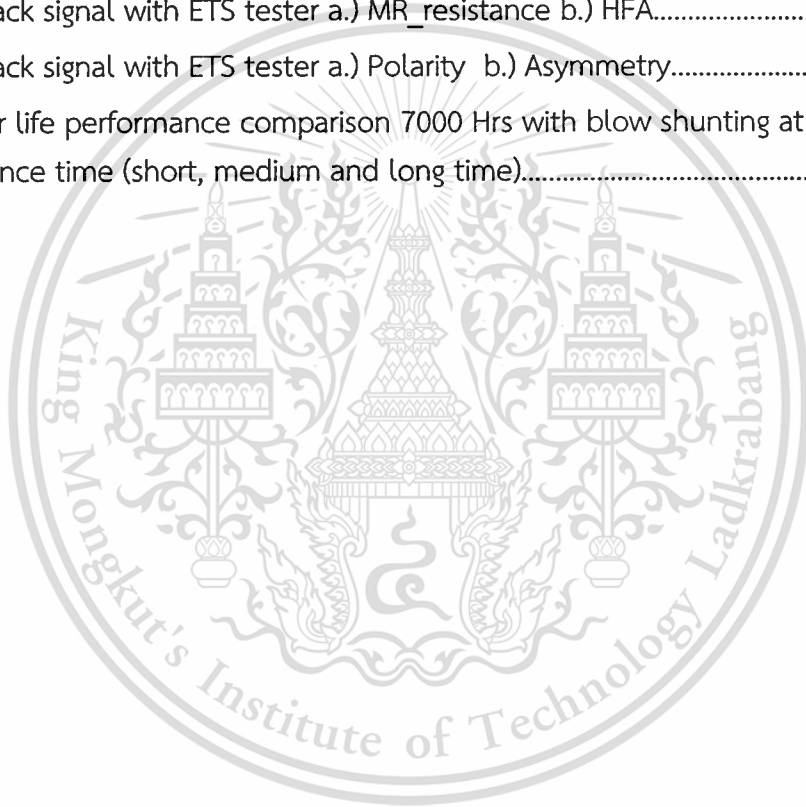 ack signal with ETS tester a.) MR_resistance b.) HFA......................
ack signal with ETS tester a.) Polarity b.) Asymmetry....................
r life performance comparison 7000 Hrs with blow shunting at
nce time (short, medium and long time).........................................
King Mongkut's Institute of Technology Ladkrabang